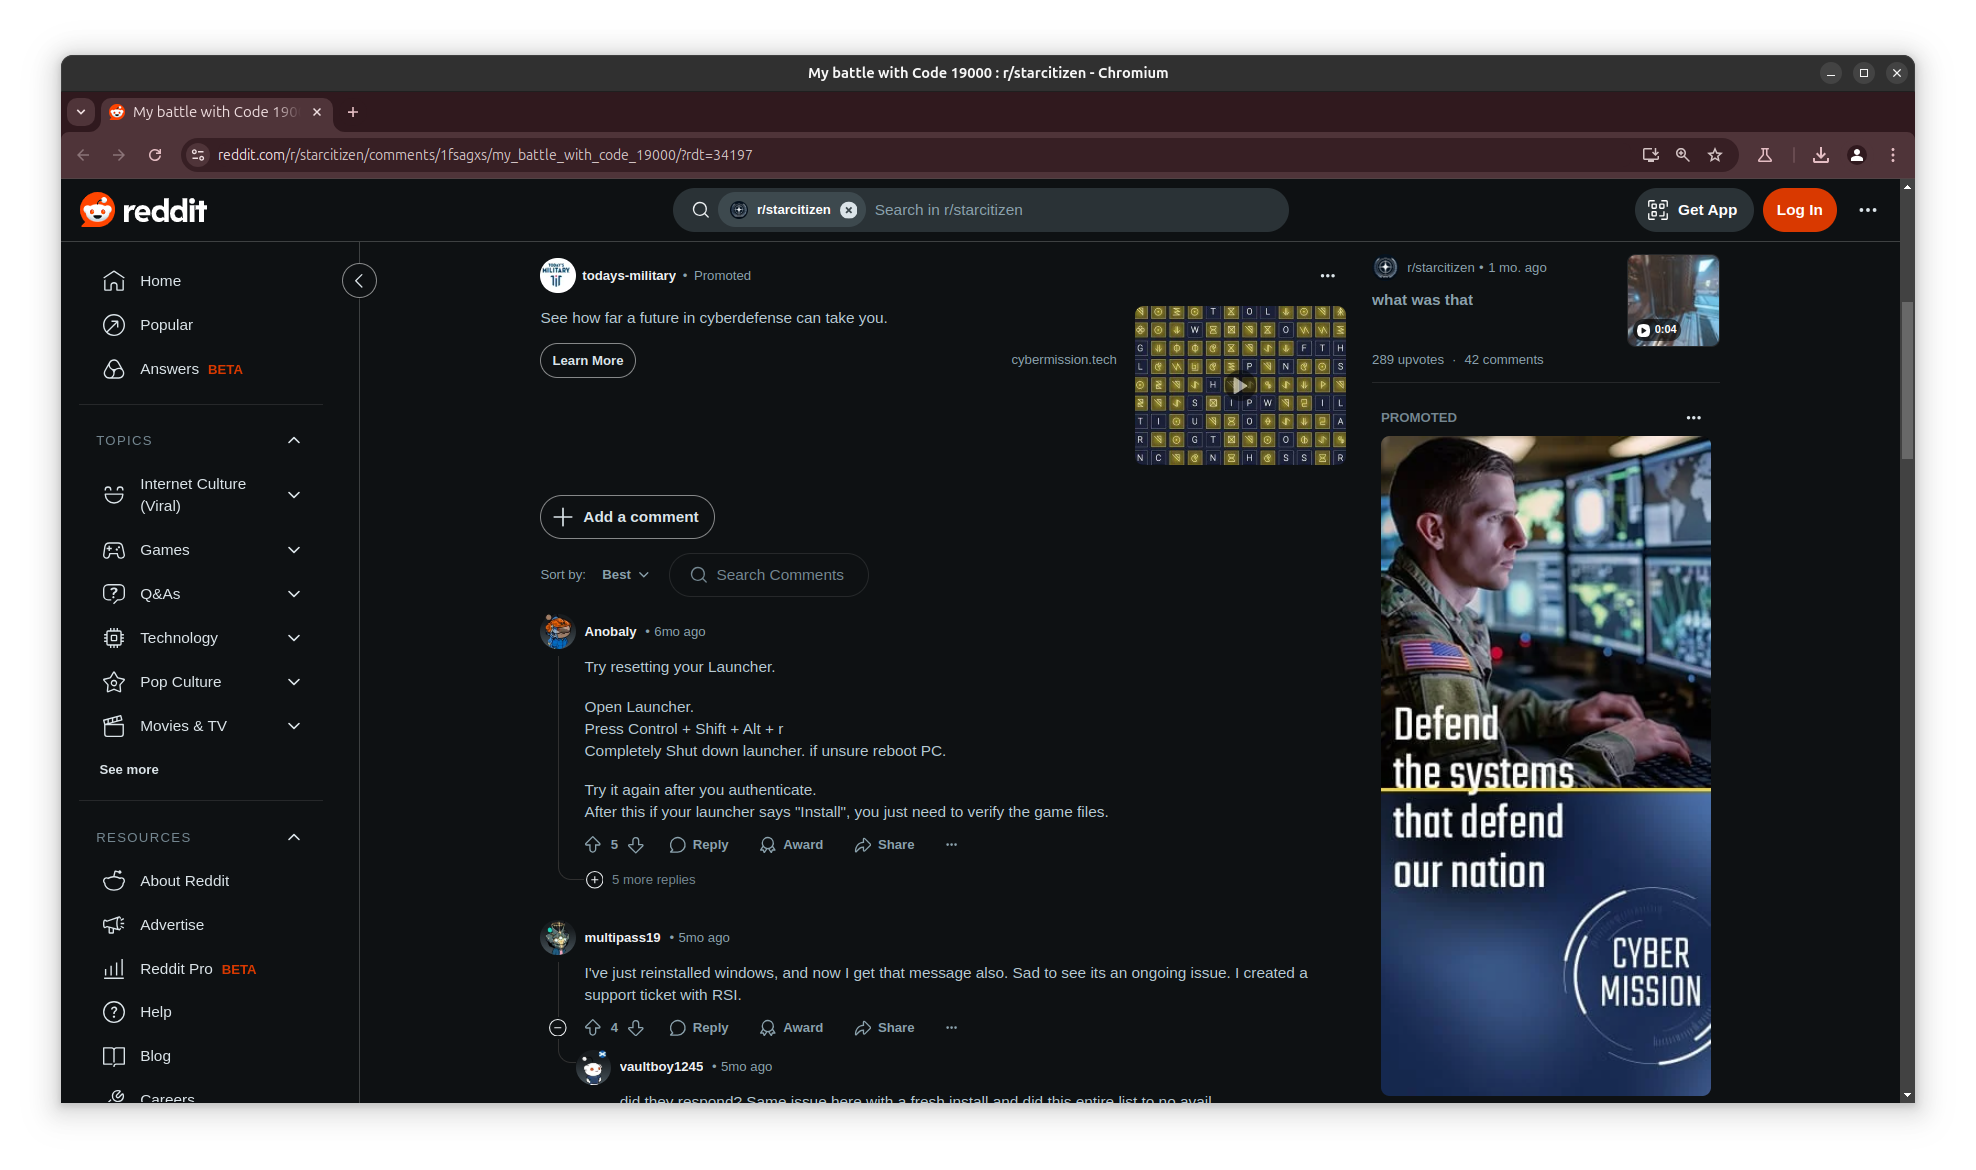 My battle with Code 19000 : r/starcitizen - Chromium
My battle with Code 190
reddit.com/r/starcitizen/comments/1fsagxs/my_battle_with_code_19000/?rdt=34197
reddit
r/starcitizen
Search in r/starcitizen
Get App
Log In
Home
Popular
Answers BETA
TOPICS
Internet Culture
(Viral)
Games
Q&As
Technology
Pop Culture
Movies & TV
See more
RESOURCES
About Reddit
Advertise
Reddit Pro BETA
Help
Blog
Careers
TODAY'S
MILITARY
todays-military • Promoted
See how far a future in cyberdefense can take you.
Learn More
cybermission.tech
Add a comment
Sort by: Best
Search Comments
Anobaly • 6mo ago
Try resetting your Launcher.
Open Launcher.
Press Control + Shift + Alt + r
Completely Shut down launcher. if unsure reboot PC.
Try it again after you authenticate.
After this if your launcher says "Install", you just need to verify the game files.
5 Reply Award Share
5 more replies
multipass19 • 5mo ago
I've just reinstalled windows, and now I get that message also. Sad to see its an ongoing issue. I created a
support ticket with RSI.
4 Reply Award Share
vaultboy1245 • 5mo ago
did they respond? Same issue here with a fresh install and did this entire list to no avail
r/starcitizen • 1 mo. ago
what was that
0:04
289 upvotes · 42 comments
PROMOTED
Defend
the systems
that defend
our nation
CYBER
MISSION